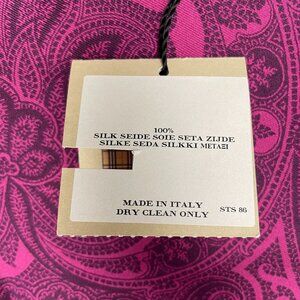 100%
SILK SEIDE SOIE SETA ZIJDE
SILKE SEDA SILKKI ΜΕΤΑΞΙ
MADE IN ITALY
DRY CLEAN ONLY
STS 86